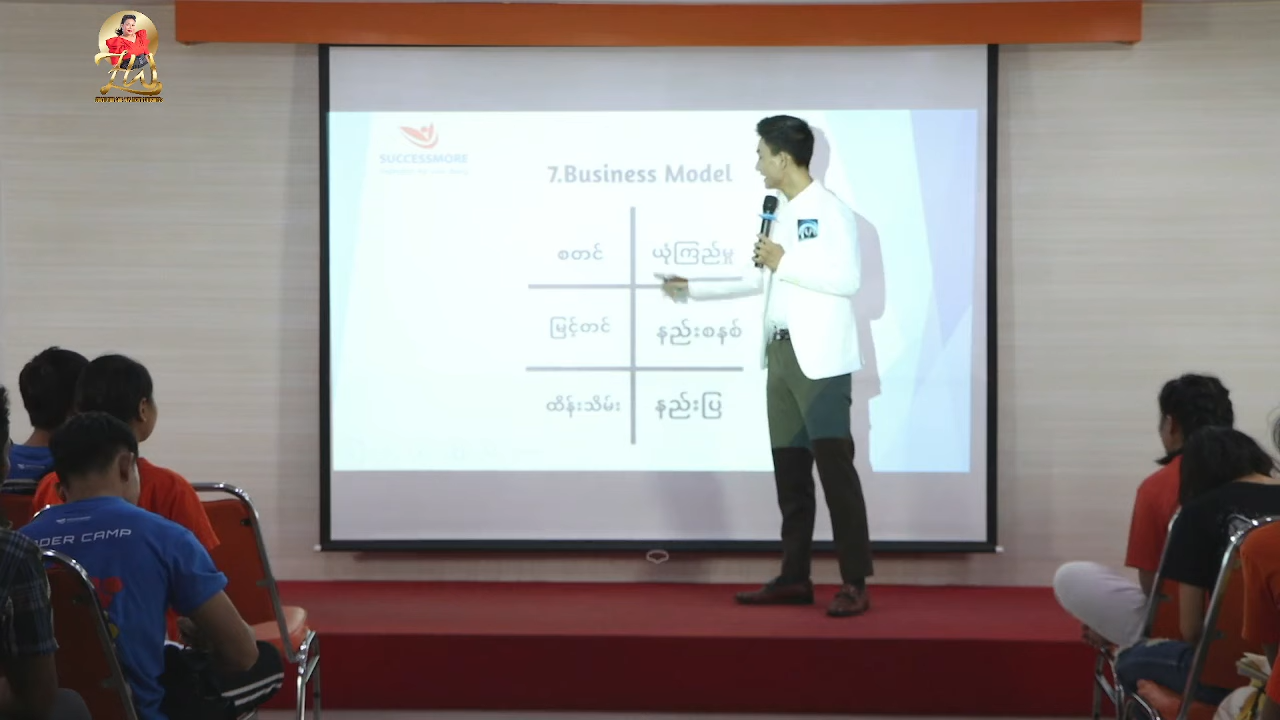 SUCCESSMORE
7.Business Model
စတင် ယုံကြည်မှု
မြင့်တင် နည်းစနစ်
ထိန်းသိမ်း နည်းပြ
DER CAMP